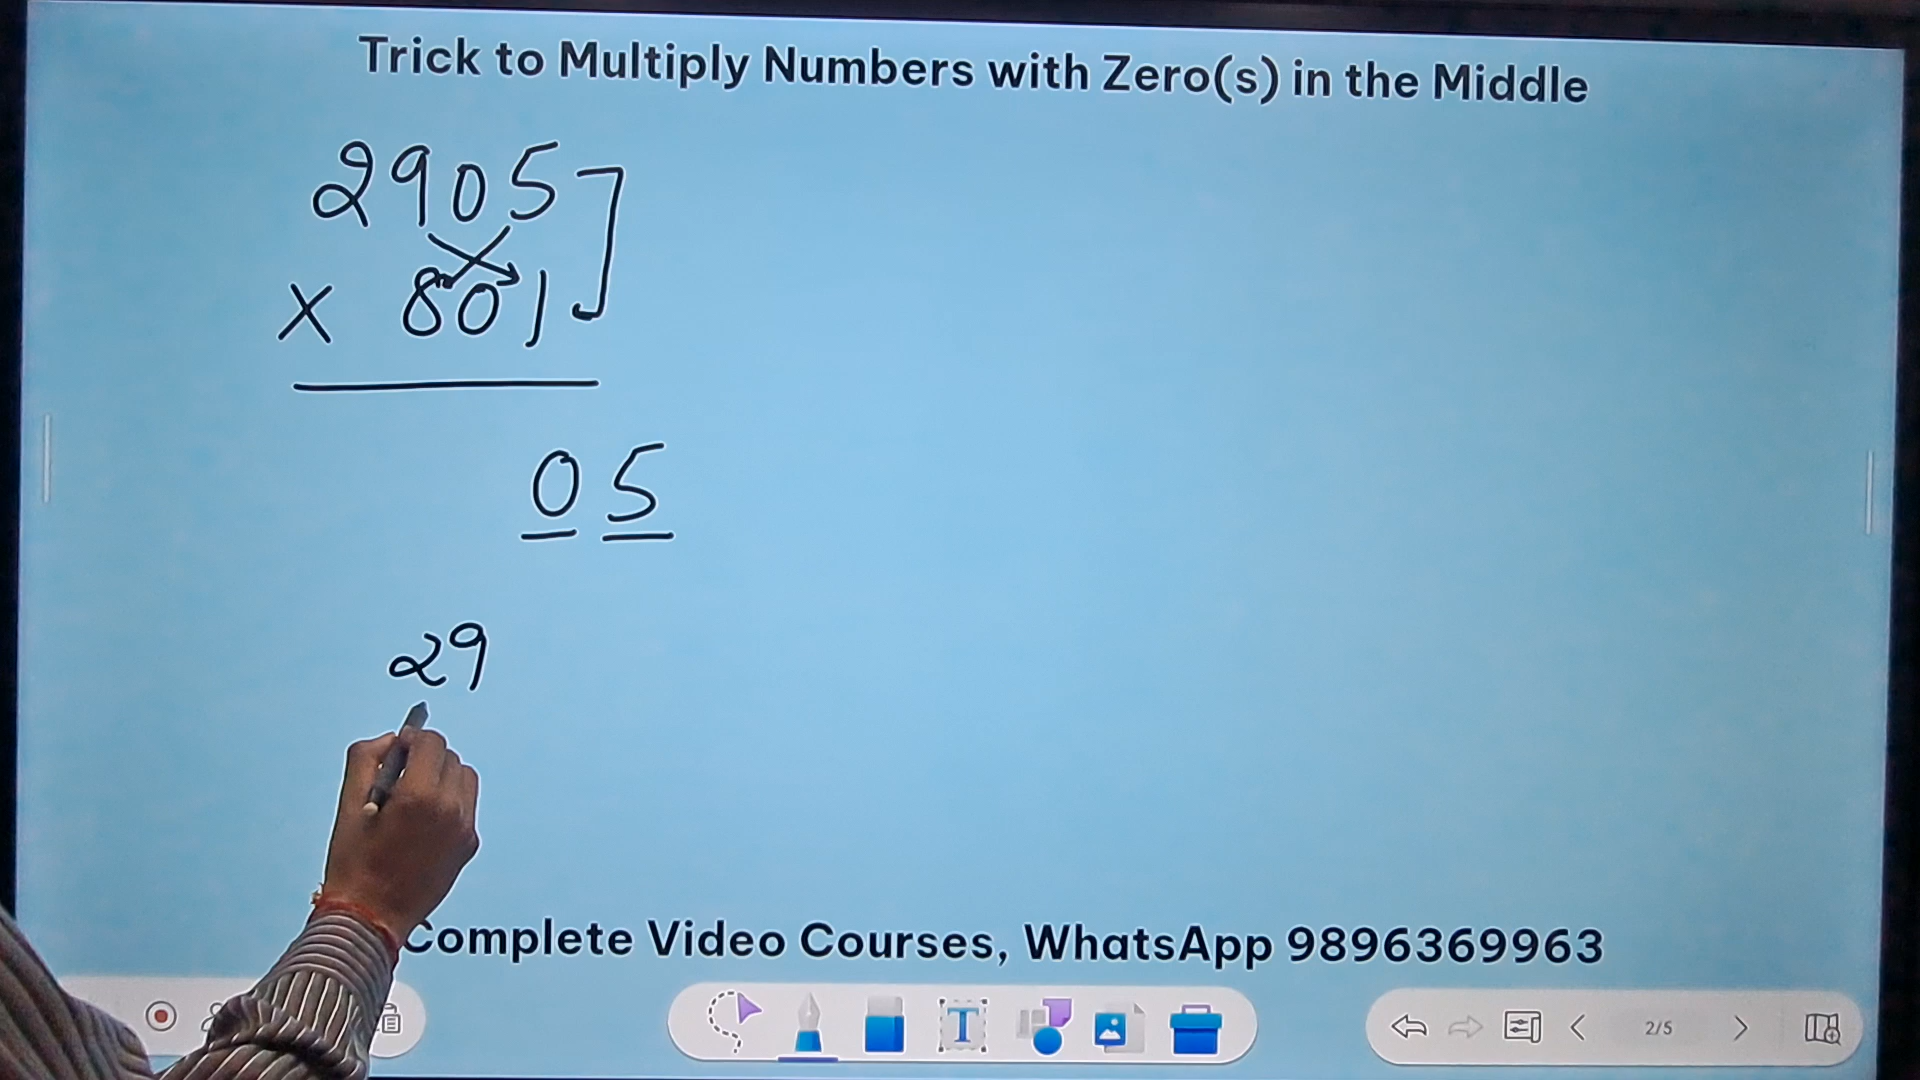 Trick to Multiply Numbers with Zero(s) in the Middle
2905
× 801
05
29
Complete Video Courses, WhatsApp 9896369963
T
2/5